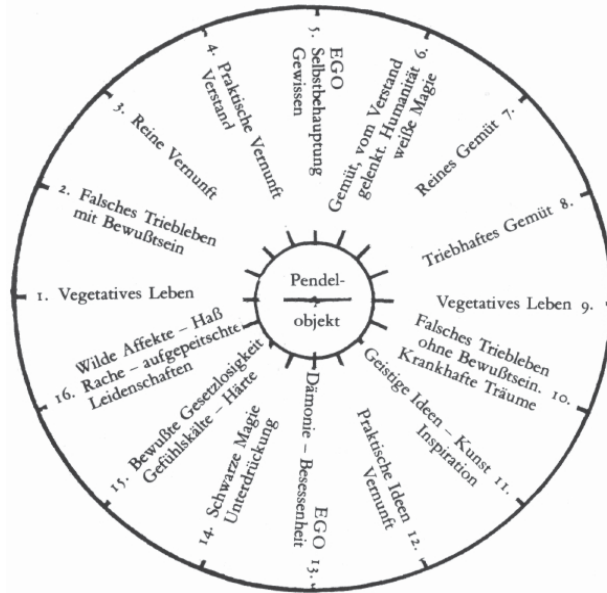 1. Vegetatives Leben
2. Falsches Triebleben
mit Bewußtsein
3. Reine Vernunft
4. Praktische Vernunft
Verstand
5.
EGO
Selbstbehauptung
Gewissen
Gemüt, vom Verstand
gelenkt. Humanität 6.
weiße Magie
Reines Gemüt 7.
Triebhaftes Gemüt 8.
Vegetatives Leben 9.
Falsches Triebleben
ohne Bewußtsein.
Krankhafte Träume 10.
Geistige Ideen – Kunst
Inspiration 11.
Praktische Ideen
Vernunft 12.
EGO 13.
Dämonie – Besessenheit
14. Schwarze Magie
Unterdrückung
15. Bewußte Gesetzlosigkeit
Gefühlskälte – Härte
Wilde Affekte – Haß
16. Rache – aufgepeitschte
Leidenschaften
Pendel-
objekt